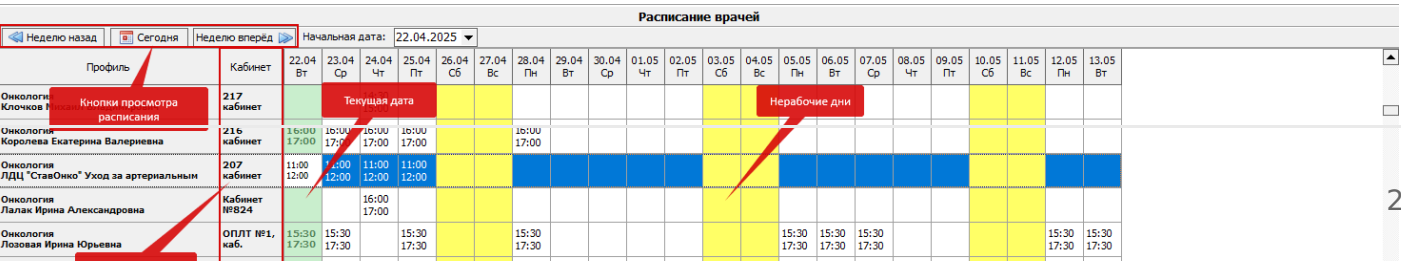 Расписание врачей
Неделю назад Сегодня Неделю вперёд Начальная дата: 22.04.2025
Профиль Кабинет 22.04 23.04 24.04 25.04 26.04 27.04 28.04 29.04 30.04 01.05 02.05 03.05 04.05 05.05 06.05 07.05 08.05 09.05 10.05 11.05 12.05 13.05
Вт Ср Чт Пт Сб Вс Пн Вт Ср Чт Пт Сб Вс Пн Вт Ср Чт Пт Сб Вс Пн Вт
Онкология 217
Клочков кабинет
Кнопки просмотра
расписания
Текущая дата
Нерабочие дни
Онкология 216 16:00 16:00 16:00 16:00 16:00
Королева Екатерина Валериевна кабинет 17:00 17:00 17:00 17:00 17:00
Онкология 207 11:00 11:00 11:00 11:00
ЛДЦ "СтавОнко" Уход за артериальным кабинет 12:00 12:00 12:00 12:00
Онкология Кабинет 16:00
Лалак Ирина Александровна №824 17:00
Онкология ОПЛТ №1, 15:30 15:30 15:30 15:30 15:30 15:30 15:30 15:30 15:30
Лозовая Ирина Юрьевна каб. 17:30 17:30 17:30 17:30 17:30 17:30 17:30 17:30 17:30
2